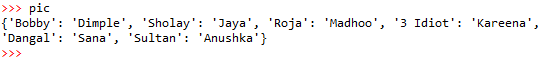 >>> pic
{'Bobby': 'Dimple', 'Sholay': 'Jaya', 'Roja': 'Madhoo', '3 Idiot': 'Kareena',
'Dangal': 'Sana', 'Sultan': 'Anushka'}
>>>